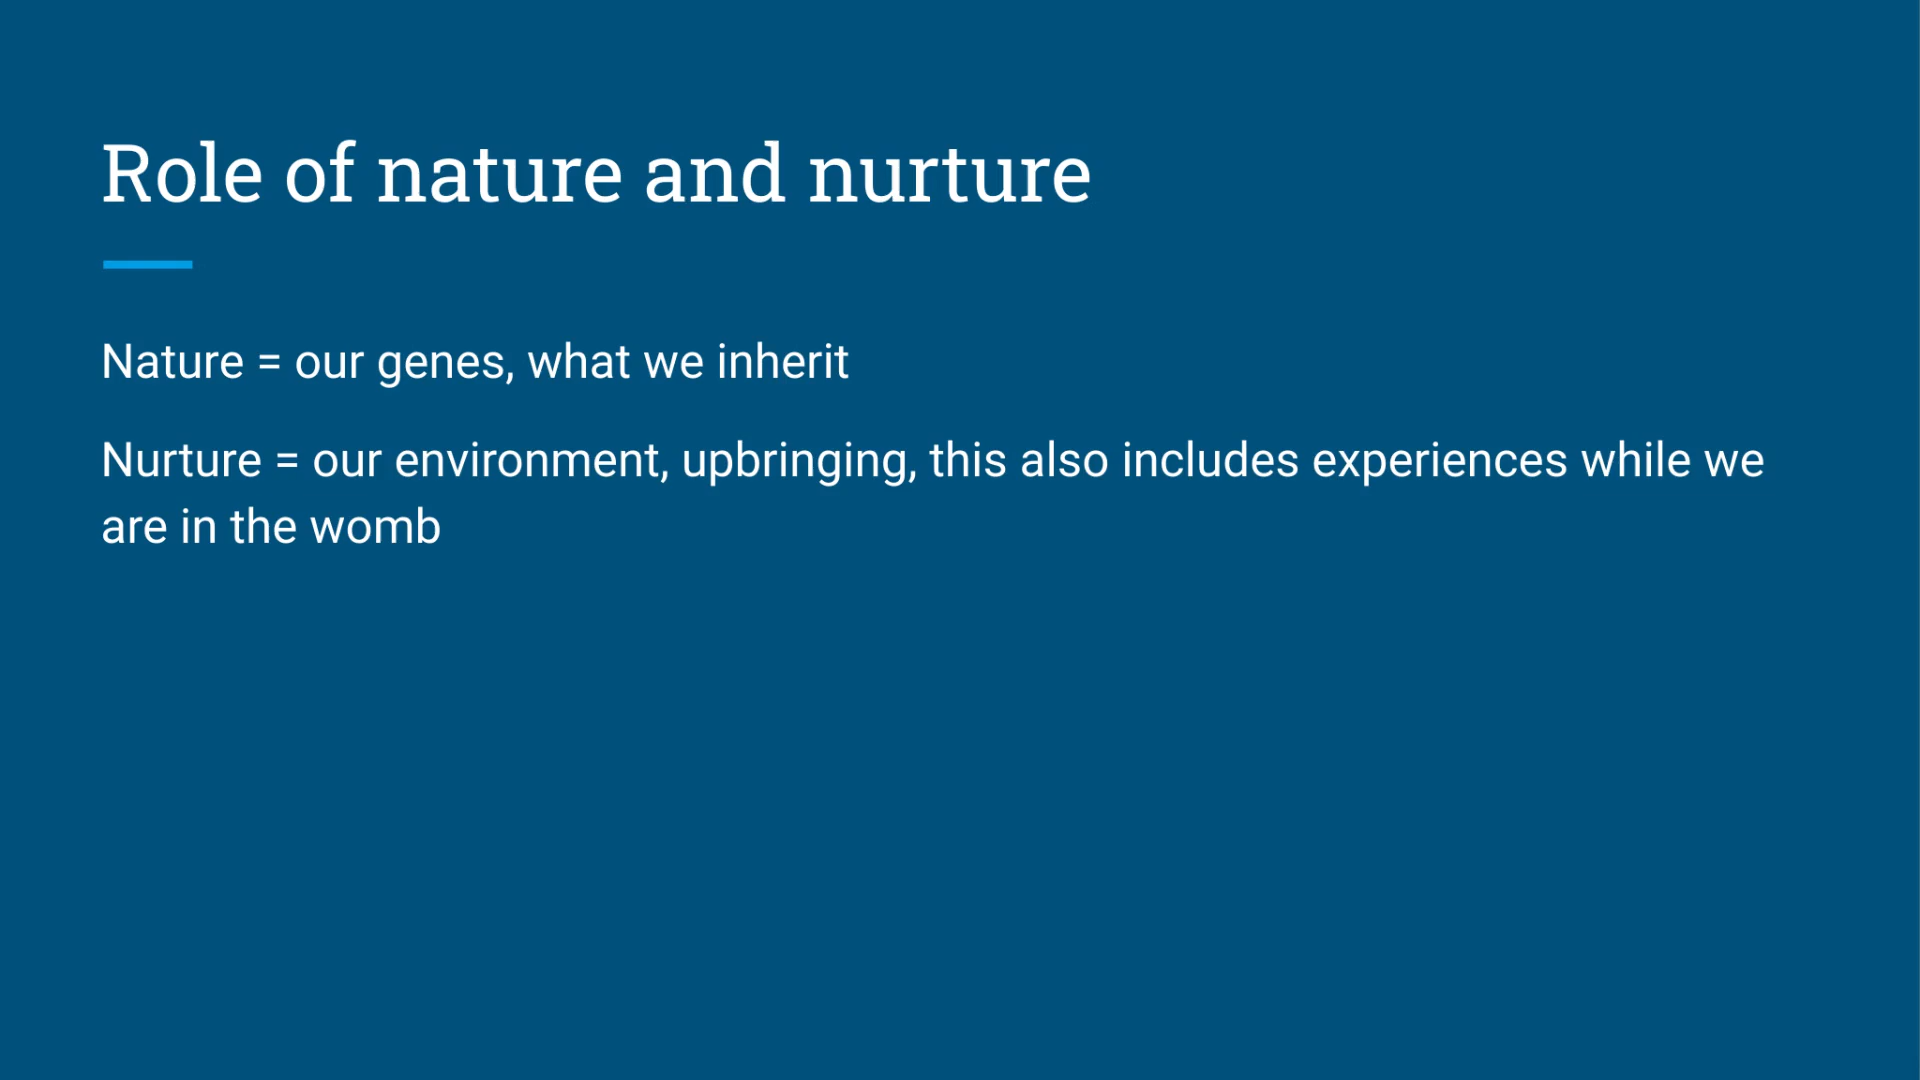 Role of nature and nurture
Nature = our genes, what we inherit
Nurture = our environment, upbringing, this also includes experiences while we
are in the womb